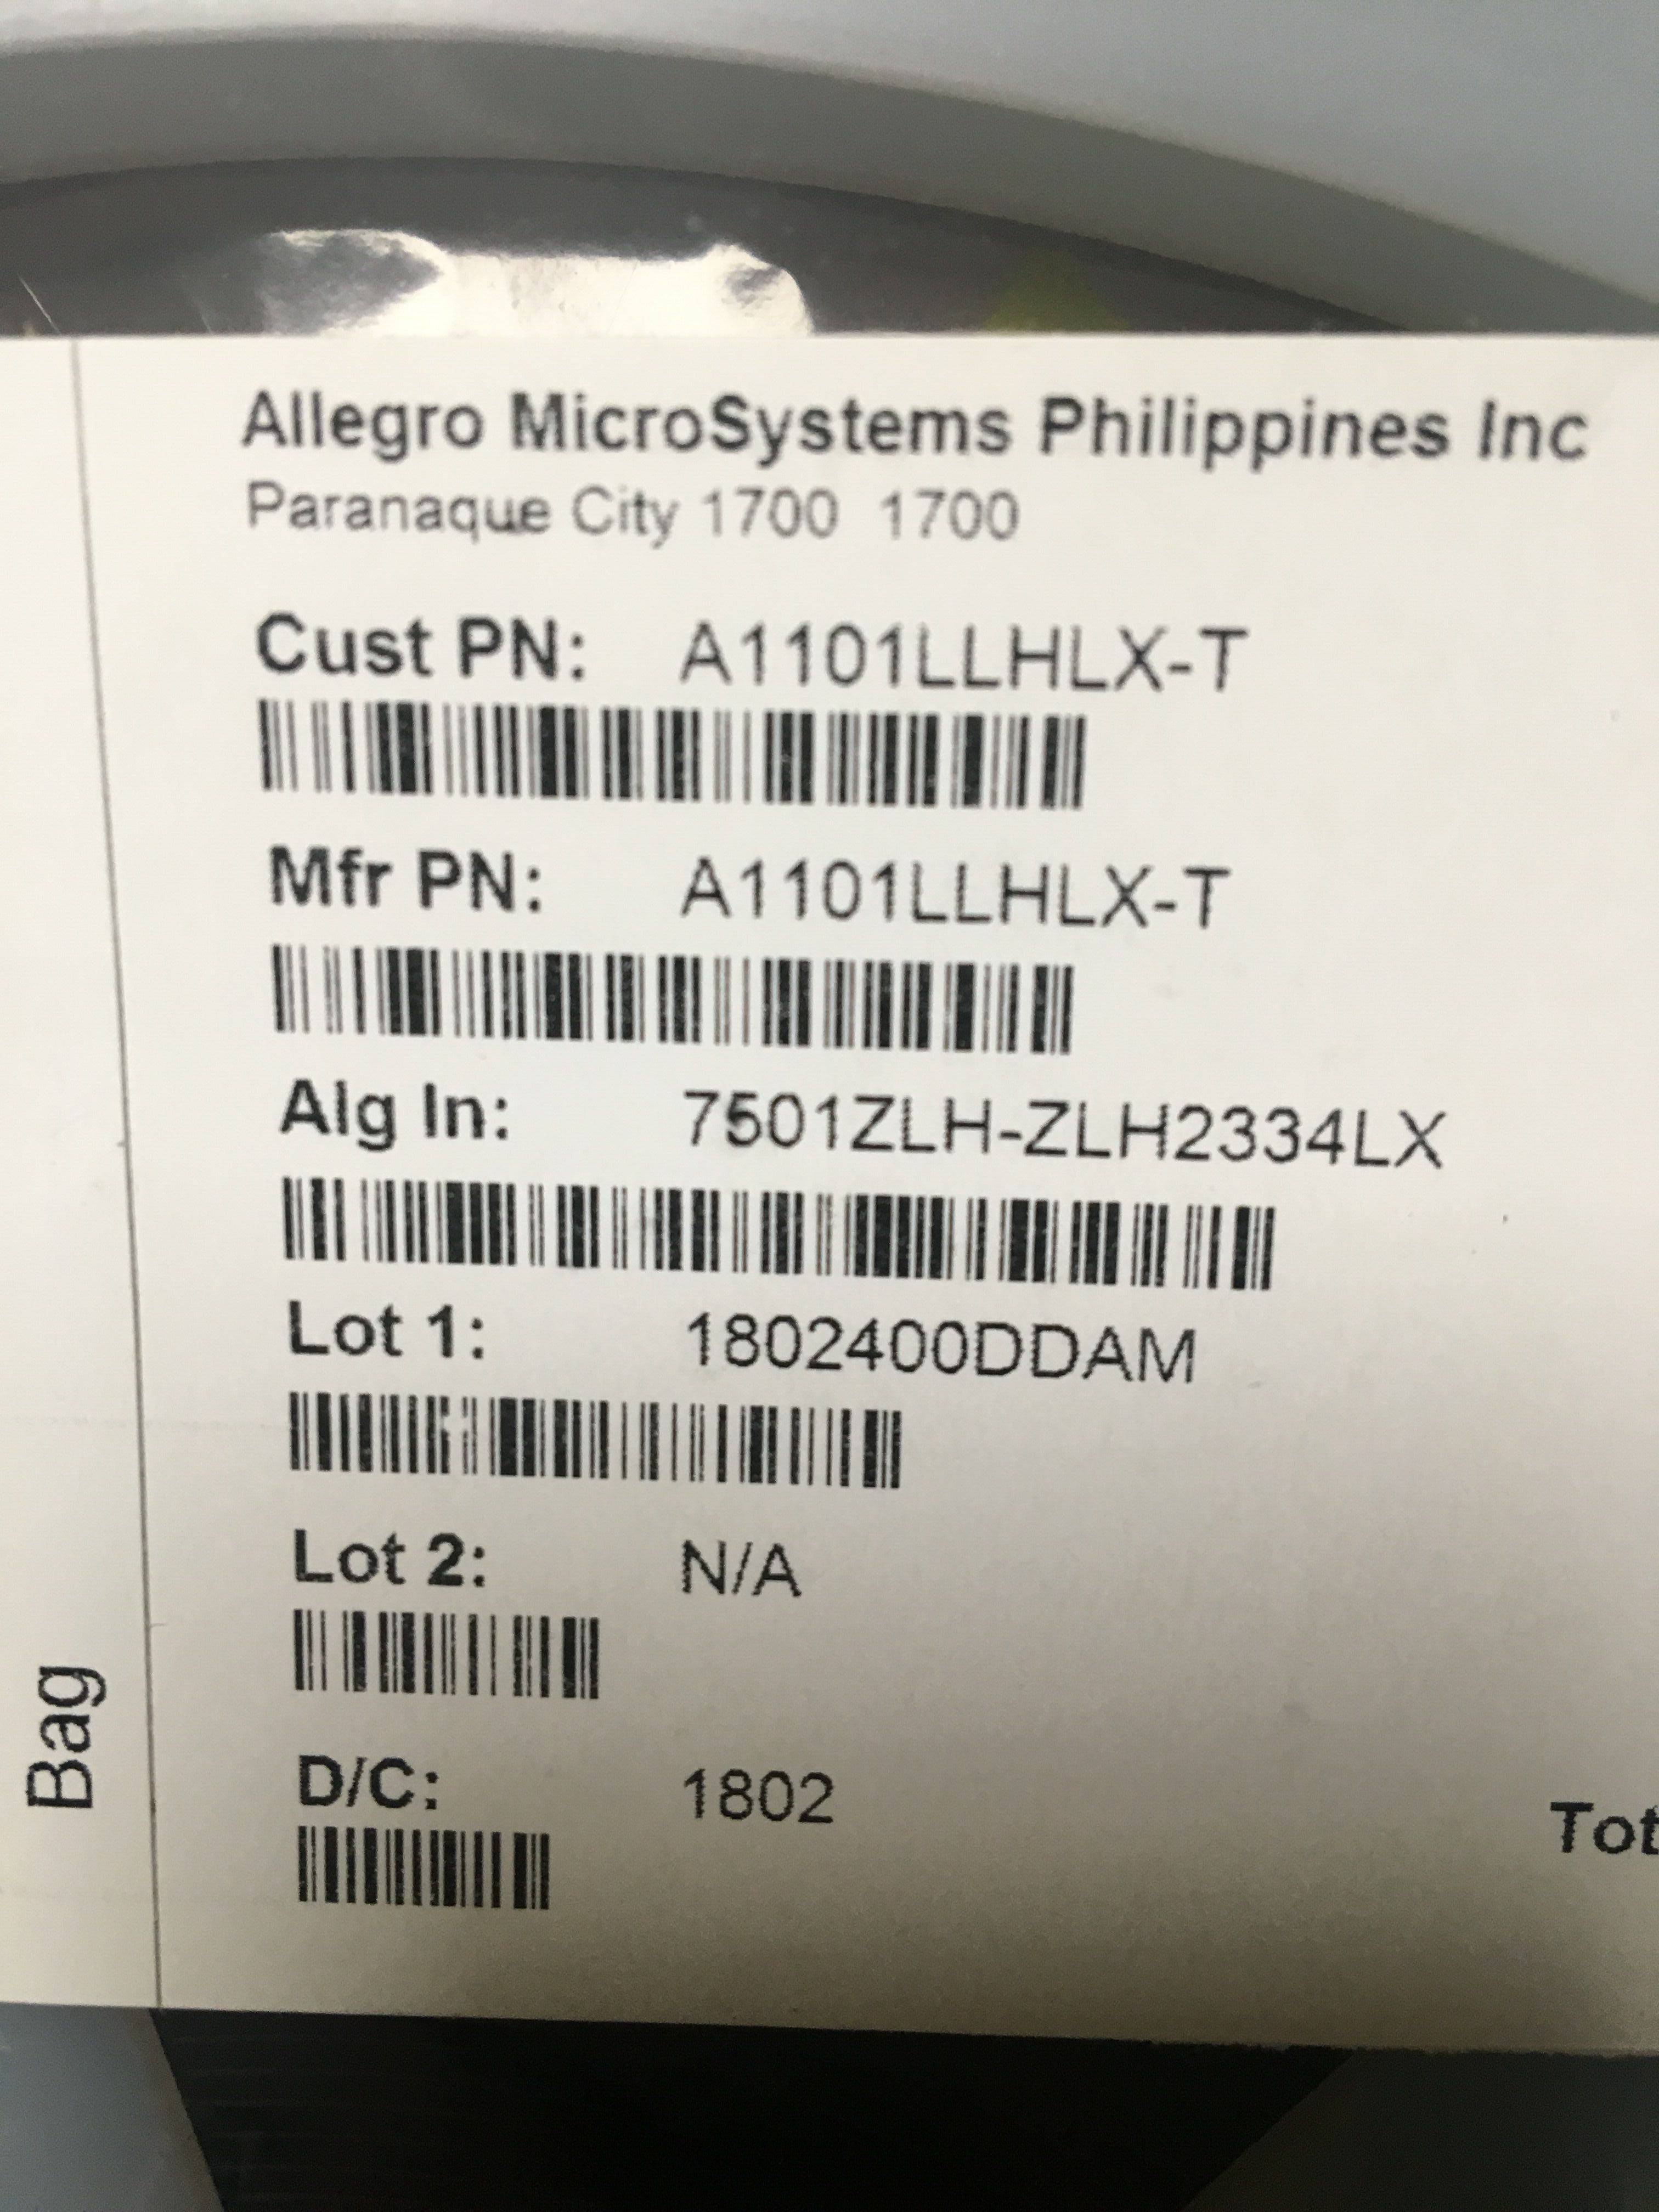 Allegro MicroSystems Philippines Inc
Paranaque City 1700 1700
Cust PN: A1101LLHLX-T
Mfr PN: A1101LLHLX-T
Alg In: 7501ZLH-ZLH2334LX
Lot 1: 1802400DDAM
Lot 2: N/A
D/C: 1802
Tot
Bag